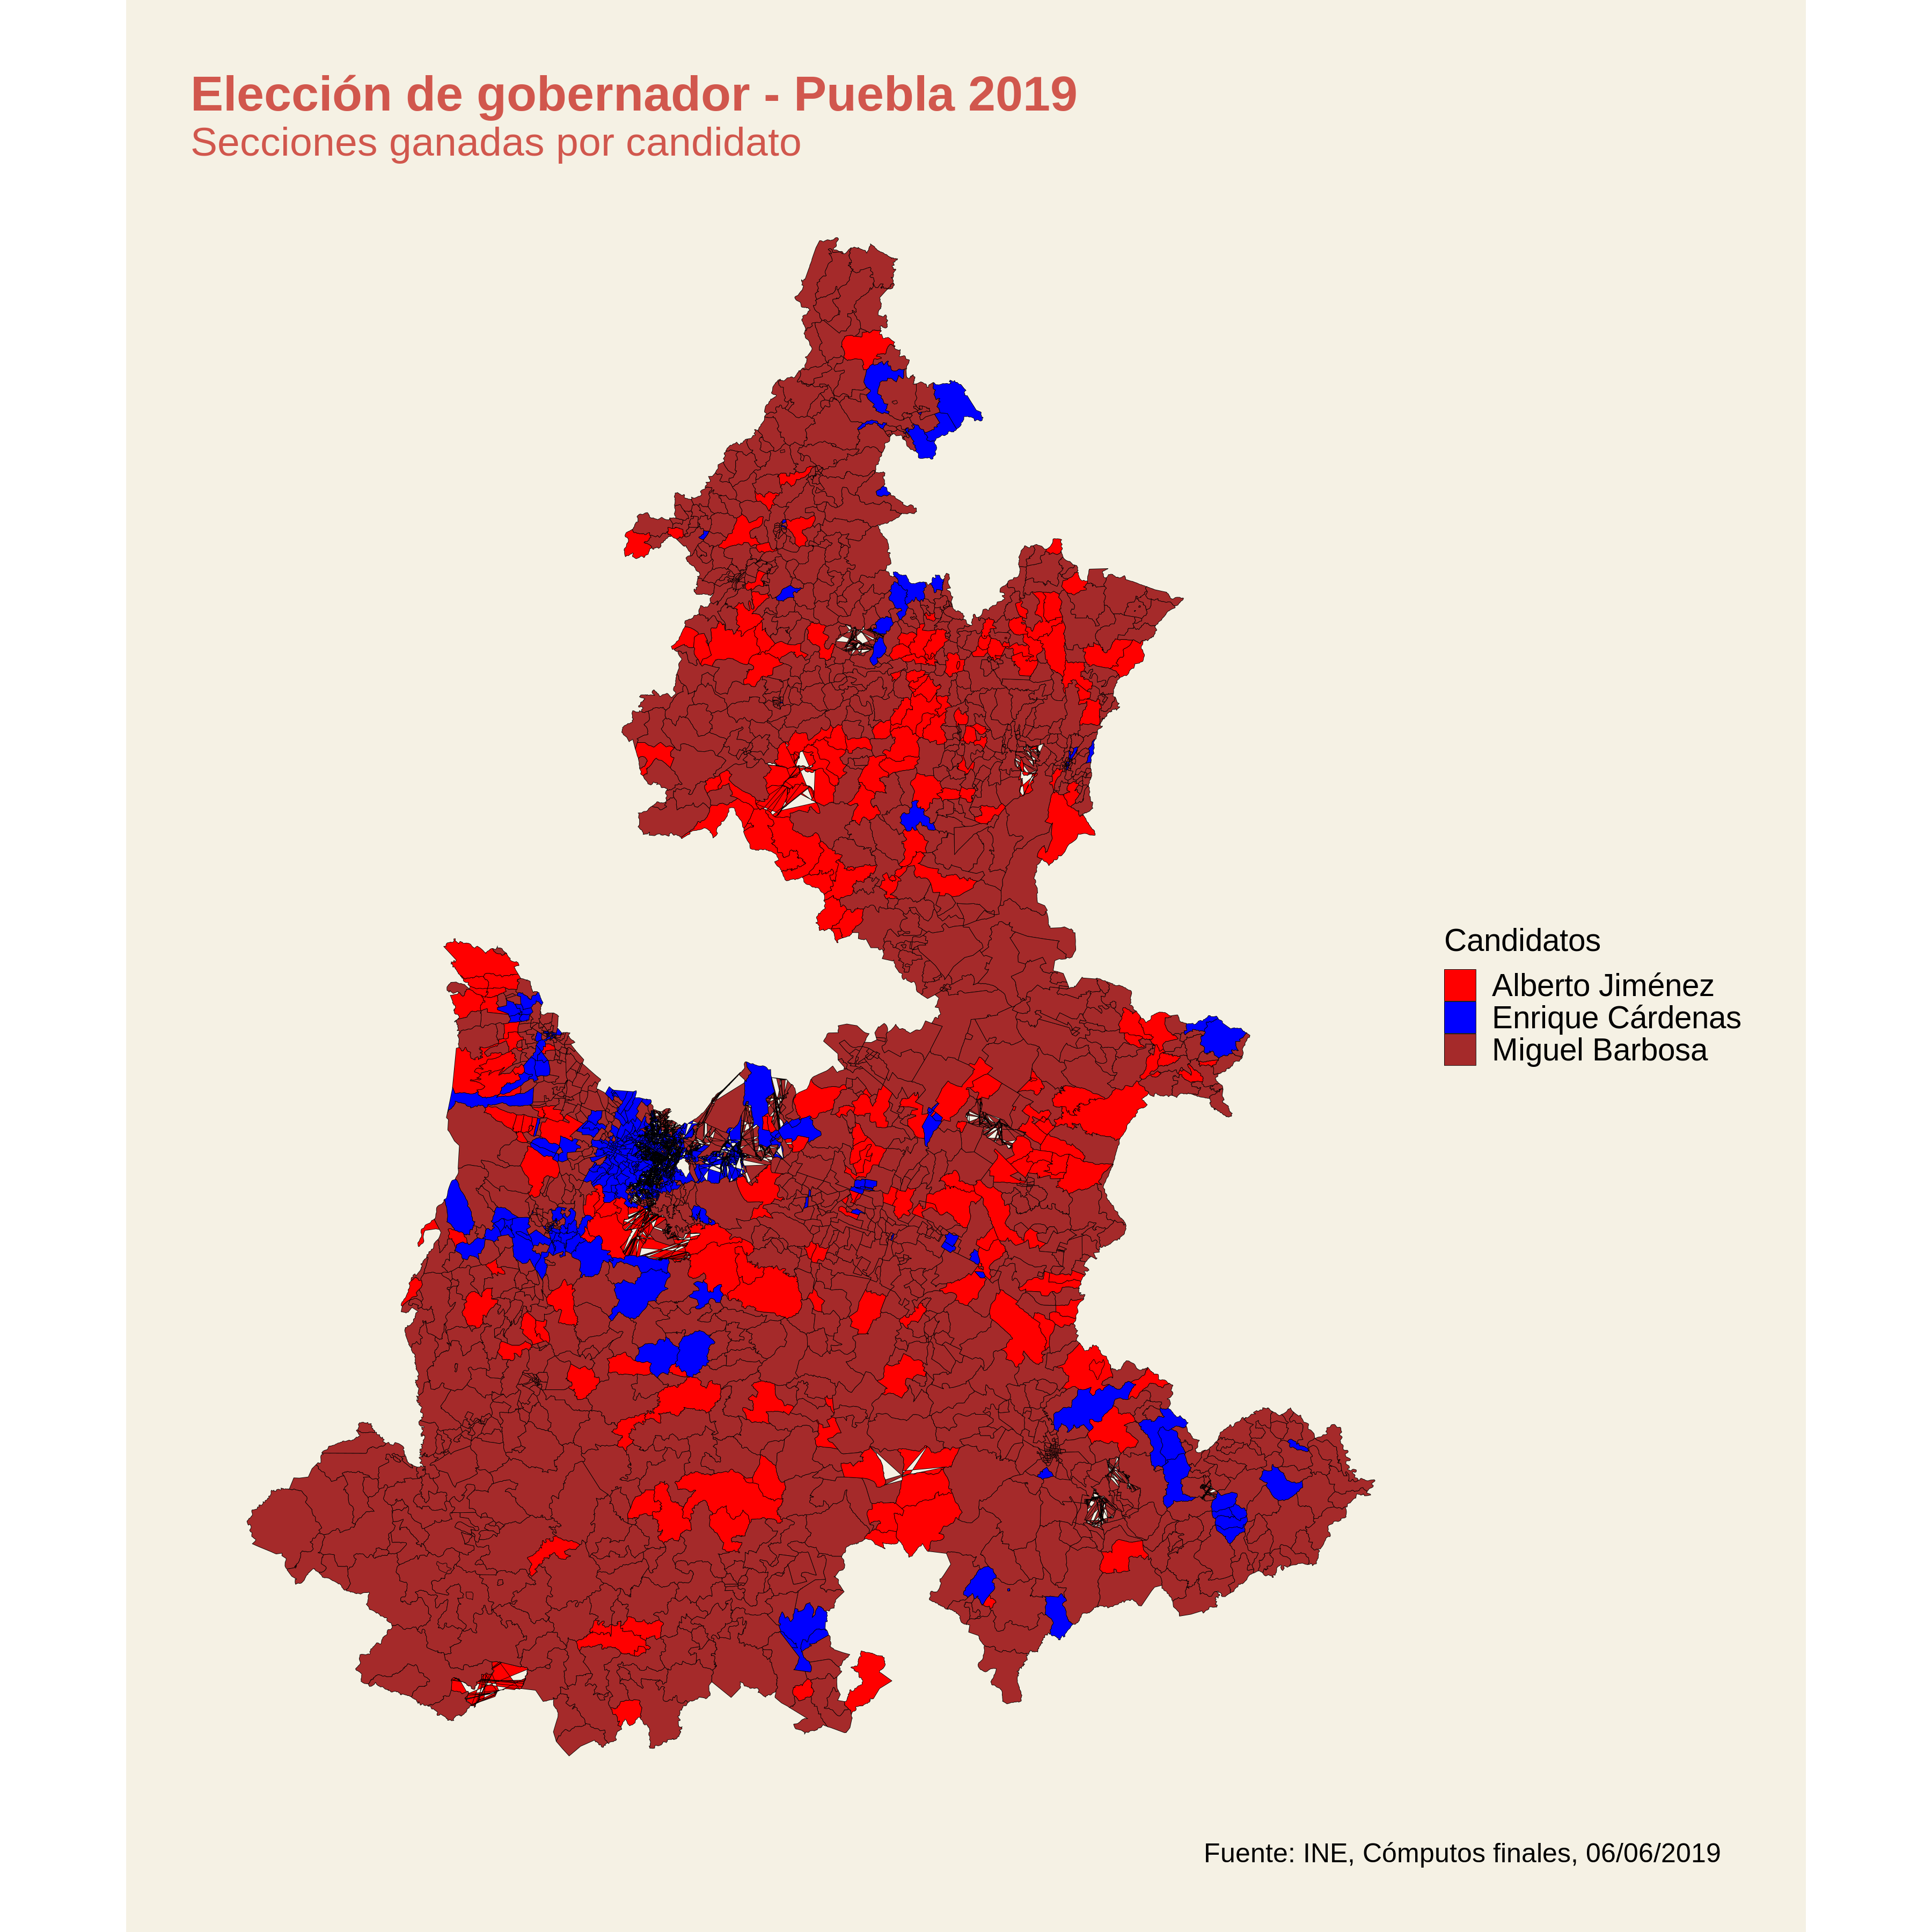 Elección de gobernador - Puebla 2019
Secciones ganadas por candidato
Candidatos
Alberto Jiménez
Enrique Cárdenas
Miguel Barbosa
Fuente: INE, Cómputos finales, 06/06/2019